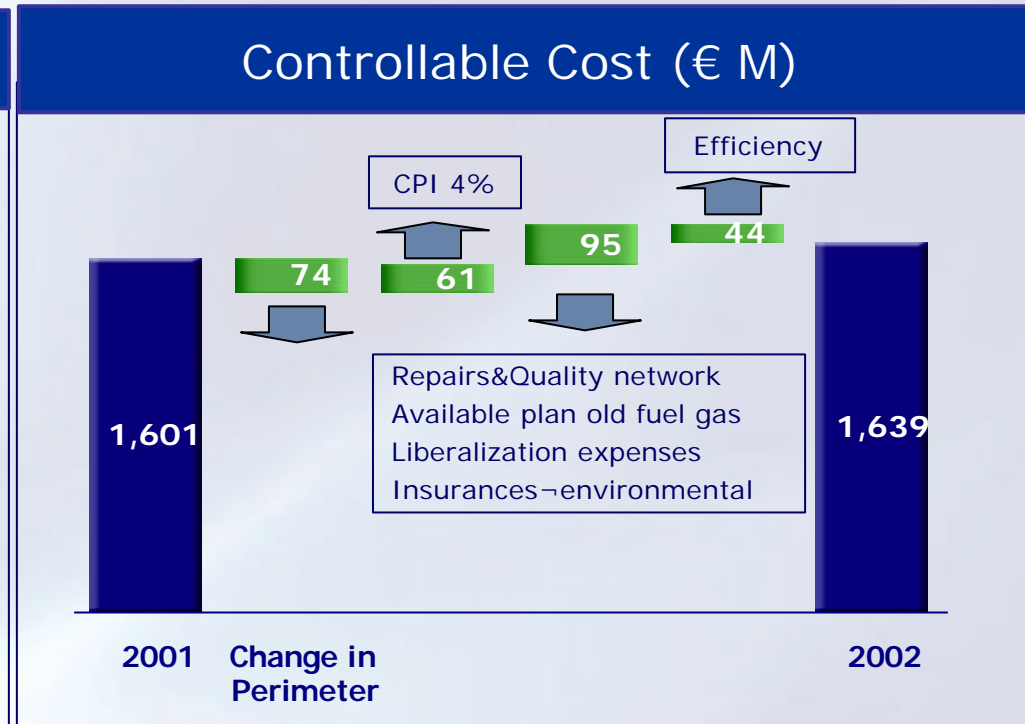 Controllable Cost (€ M)
Efficiency
CPI 4%
74
61
95
44
Repairs&Quality network
Available plan old fuel gas
Liberalization expenses
Insurances¬environmental
1,601
1,639
2001
Change in
Perimeter
2002